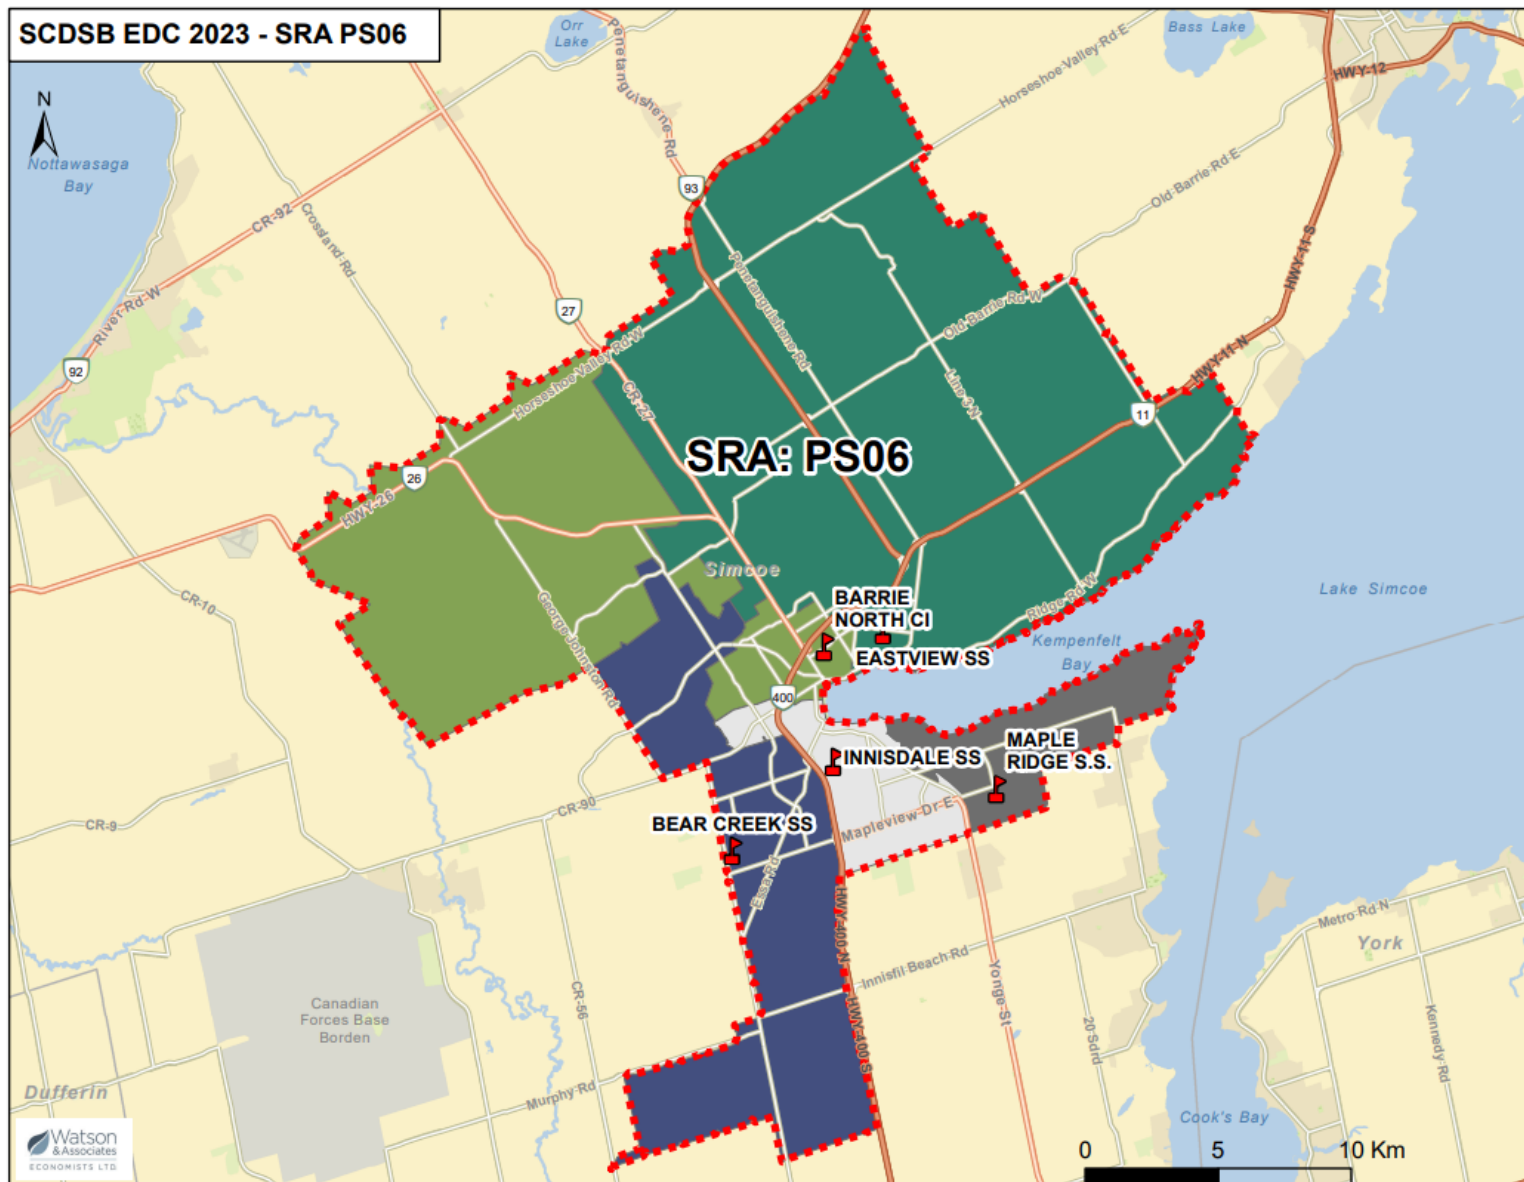 SCDSB EDC 2023 - SRA PS06
N
Orr
Lake
Bass Lake
Penetanguishene Rd
Horseshoe Valley Rd E
HWY-12
Nottawasaga
Bay
CR-92
Crossland Rd
93
Old Barrie Rd E
HWY-11 S
River Rd W
27
92
Penetanguishene Rd
Old Barrie Rd W
Horseshoe Valley Rd W
CR-27
Line 3 N
HWY-11 N
11
SRA: PS06
26
HWY-26
Simcoe
CR-10
George Johnston Rd
BARRIE
NORTH CI
Ridge Rd W
Lake Simcoe
EASTVIEW SS
Kempenfelt
Bay
400
INNISDALE SS
MAPLE
RIDGE S.S.
CR-90
CR-9
BEAR CREEK SS
Mapleview Dr E
Essa Rd
HWY-400 N
Metro Rd N
York
Innisfil Beach Rd
Yonge St
CR-56
Canadian
Forces Base
Borden
HWY-400 S
20 Sdrd
Kennedy Rd
Dufferin
Murphy Rd
Cook's Bay
Watson
& Associates
ECONOMISTS LTD.
0 5 10 Km